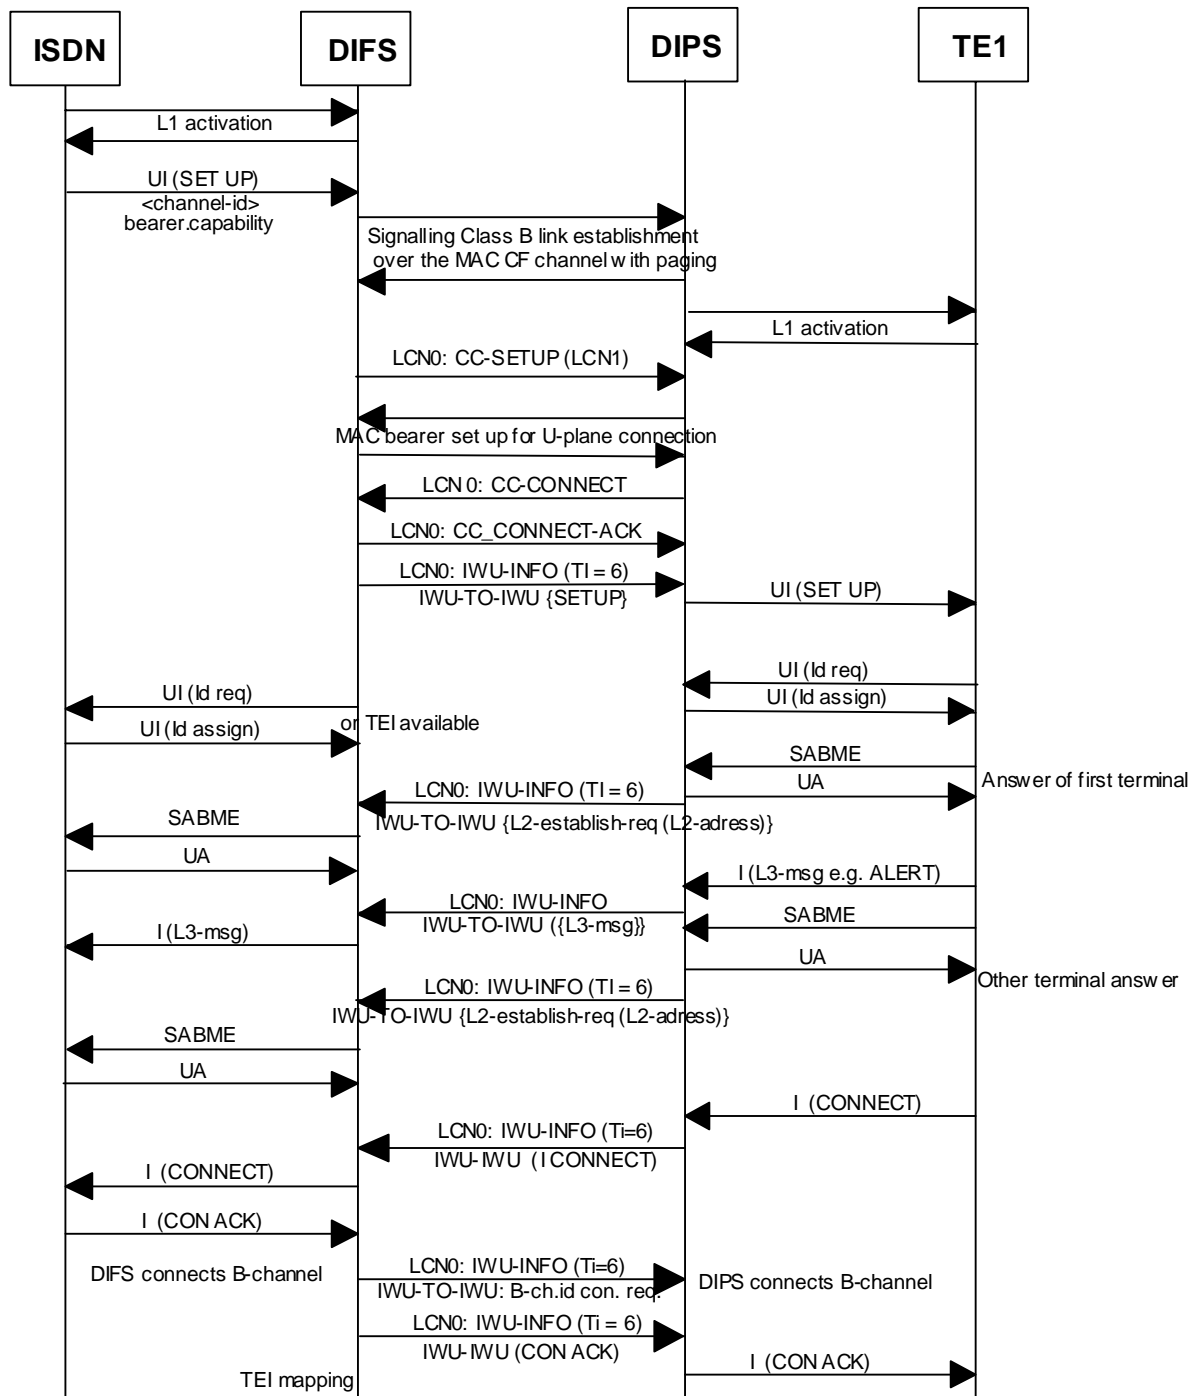 ISDN
DIFS
DIPS
TE1
L1 activation
UI (SET UP)
<channel-id>
bearer.capability
Signalling Class B link establishment
over the MAC CF channel with paging
L1 activation
LCN0: CC-SETUP (LCN1)
MAC bearer set up for U-plane connection
LCN 0: CC-CONNECT
LCN0: CC_CONNECT-ACK
LCN0: IWU-INFO (TI = 6)
IWU-TO-IWU {SETUP}
UI (SET UP)
UI (Id req)
UI (Id req)
UI (Id assign)
or TEI available
UI (Id assign)
SABME
UA
Answer of first terminal
LCN0: IWU-INFO (TI = 6)
IWU-TO-IWU {L2-establish-req (L2-adress)}
SABME
UA
I (L3-msg e.g. ALERT)
LCN0: IWU-INFO
IWU-TO-IWU ({L3-msg}}
SABME
I (L3-msg)
UA
Other terminal answer
LCN0: IWU-INFO (TI = 6)
IWU-TO-IWU {L2-establish-req (L2-adress)}
SABME
UA
I (CONNECT)
LCN0: IWU-INFO (Ti=6)
IWU-IWU (I CONNECT)
I (CONNECT)
I (CON ACK)
DIFS connects B-channel
LCN0: IWU-INFO (Ti=6)
IWU-TO-IWU: B-ch.id con. req.
DIPS connects B-channel
LCN0: IWU-INFO (Ti = 6)
IWU-IWU (CON ACK)
I (CON ACK)
TEI mapping